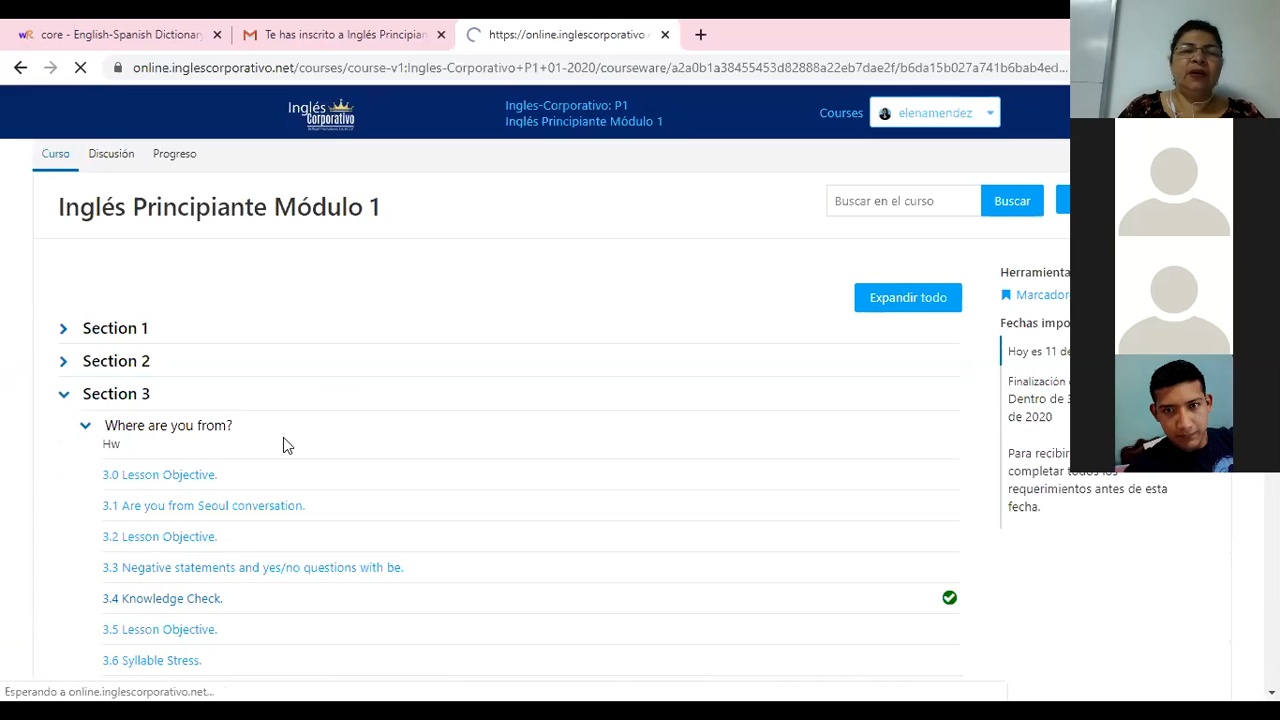 core - English-Spanish Dictionary
Te has inscrito a Inglés Principian
https://online.inglescorporativo.
online.inglescorporativo.net/courses/course-v1:Ingles-Corporativo+P1+01-2020/courseware/a2a0b1a38455453d82888a22eb7dae2f/b6da15b027a741b6bab4ed...
Inglés
Corporativo
Ingles-Corporativo: P1
Inglés Principiante Módulo 1
Courses
elenamendez
Curso
Discusión
Progreso
Inglés Principiante Módulo 1
Buscar en el curso
Buscar
Expandir todo
Section 1
Section 2
Section 3
Where are you from?
Hw
3.0 Lesson Objective.
3.1 Are you from Seoul conversation.
3.2 Lesson Objective.
3.3 Negative statements and yes/no questions with be.
3.4 Knowledge Check.
3.5 Lesson Objective.
3.6 Syllable Stress.
Herramienta
Marcador
Fechas impo
Hoy es 11 de
Finalización
Dentro de 3
de 2020
Para recibir
completar todos los
requerimientos antes de esta
fecha.
Esperando a online.inglescorporativo.net...